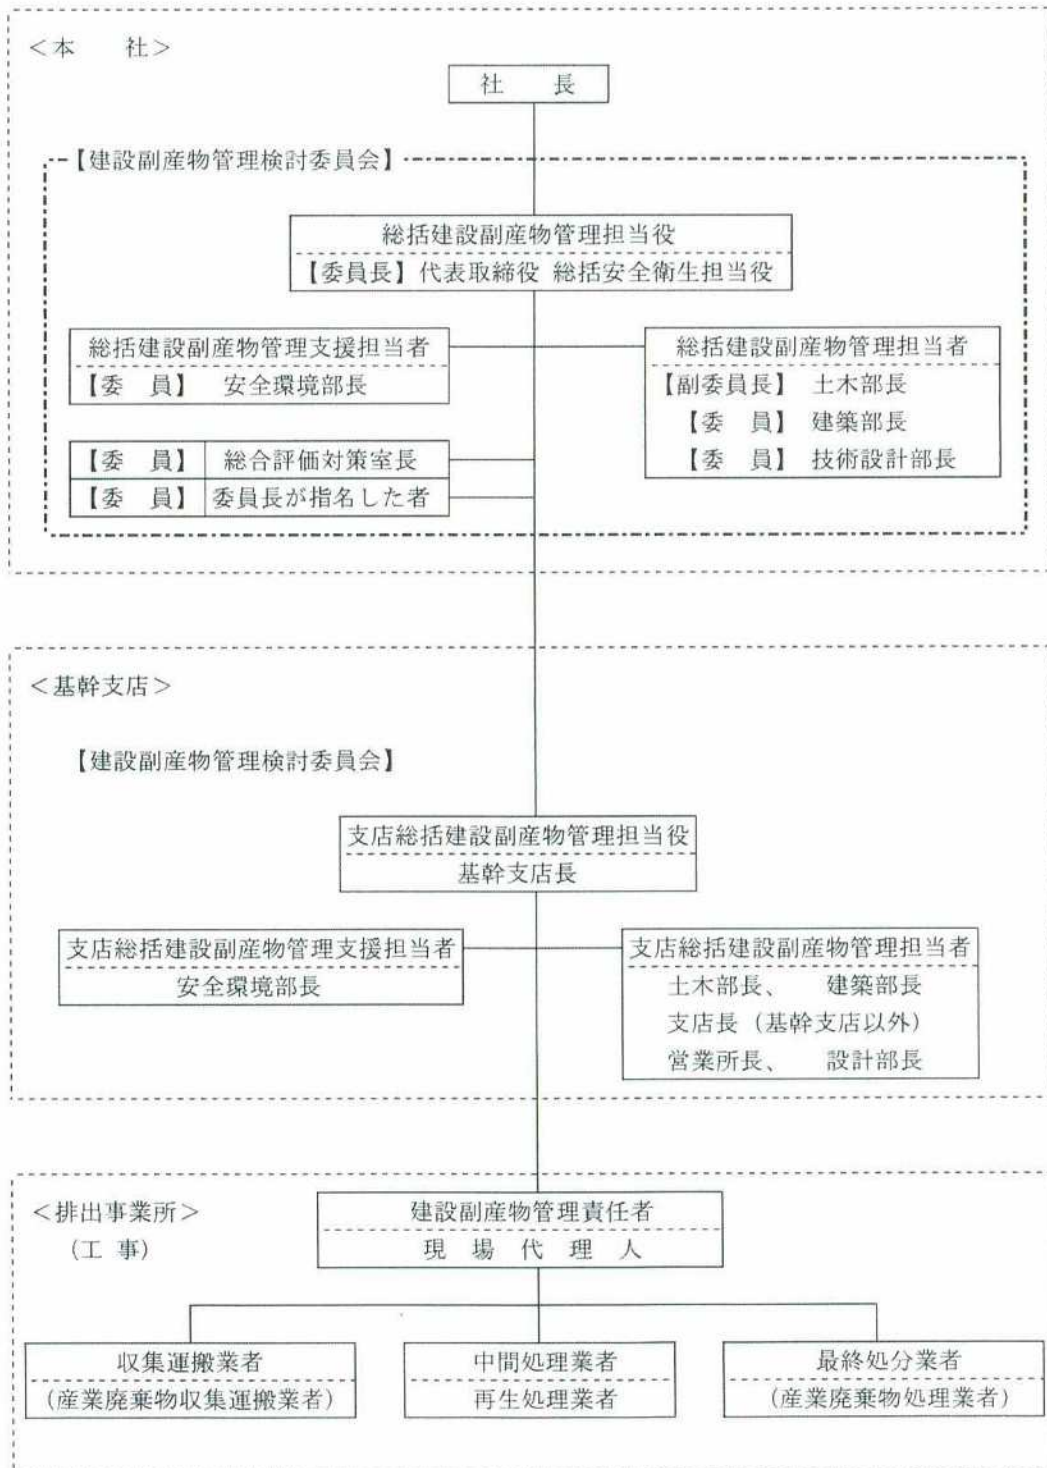 ＜本　　社＞
社　　長
【建設副産物管理検討委員会】
総括建設副産物管理担当役
【委員長】代表取締役 総括安全衛生担当役
総括建設副産物管理支援担当者
【委　員】　安全環境部長
総括建設副産物管理担当者
【副委員長】 土木部長
【委　員】 建築部長
【委　員】 技術設計部長
【委　員】 総合評価対策室長
【委　員】 委員長が指名した者
＜基幹支店＞
【建設副産物管理検討委員会】
支店総括建設副産物管理担当役
基幹支店長
支店総括建設副産物管理支援担当者
安全環境部長
支店総括建設副産物管理担当者
土木部長、　建築部長
支店長（基幹支店以外）
営業所長、　設計部長
＜排出事業所＞
（工 事）
建設副産物管理責任者
現　場　代　理　人
収集運搬業者
（産業廃棄物収集運搬業者）
中間処理業者
再生処理業者
最終処分業者
（産業廃棄物処理業者）